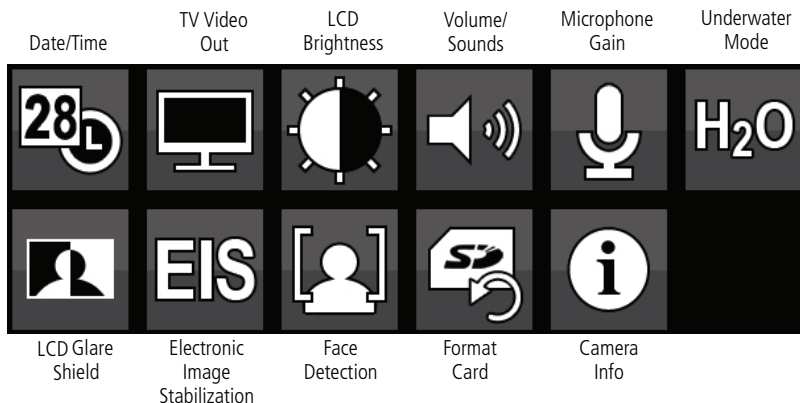 Date/Time
TV Video
Out
LCD
Brightness
Volume/
Sounds
Microphone
Gain
Underwater
Mode
28
L
H₂O
EIS
SD
i
LCD Glare
Shield
Electronic
Image
Stabilization
Face
Detection
Format
Card
Camera
Info